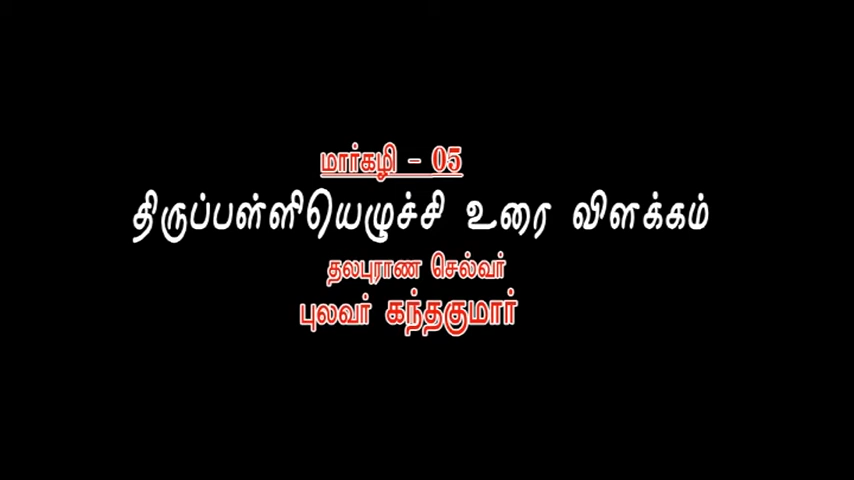 மார்கழி - 05
திருப்பள்ளியெழுச்சி உரை விளக்கம்
தலபுராண செல்வர்
புலவர் கந்தகுமார்